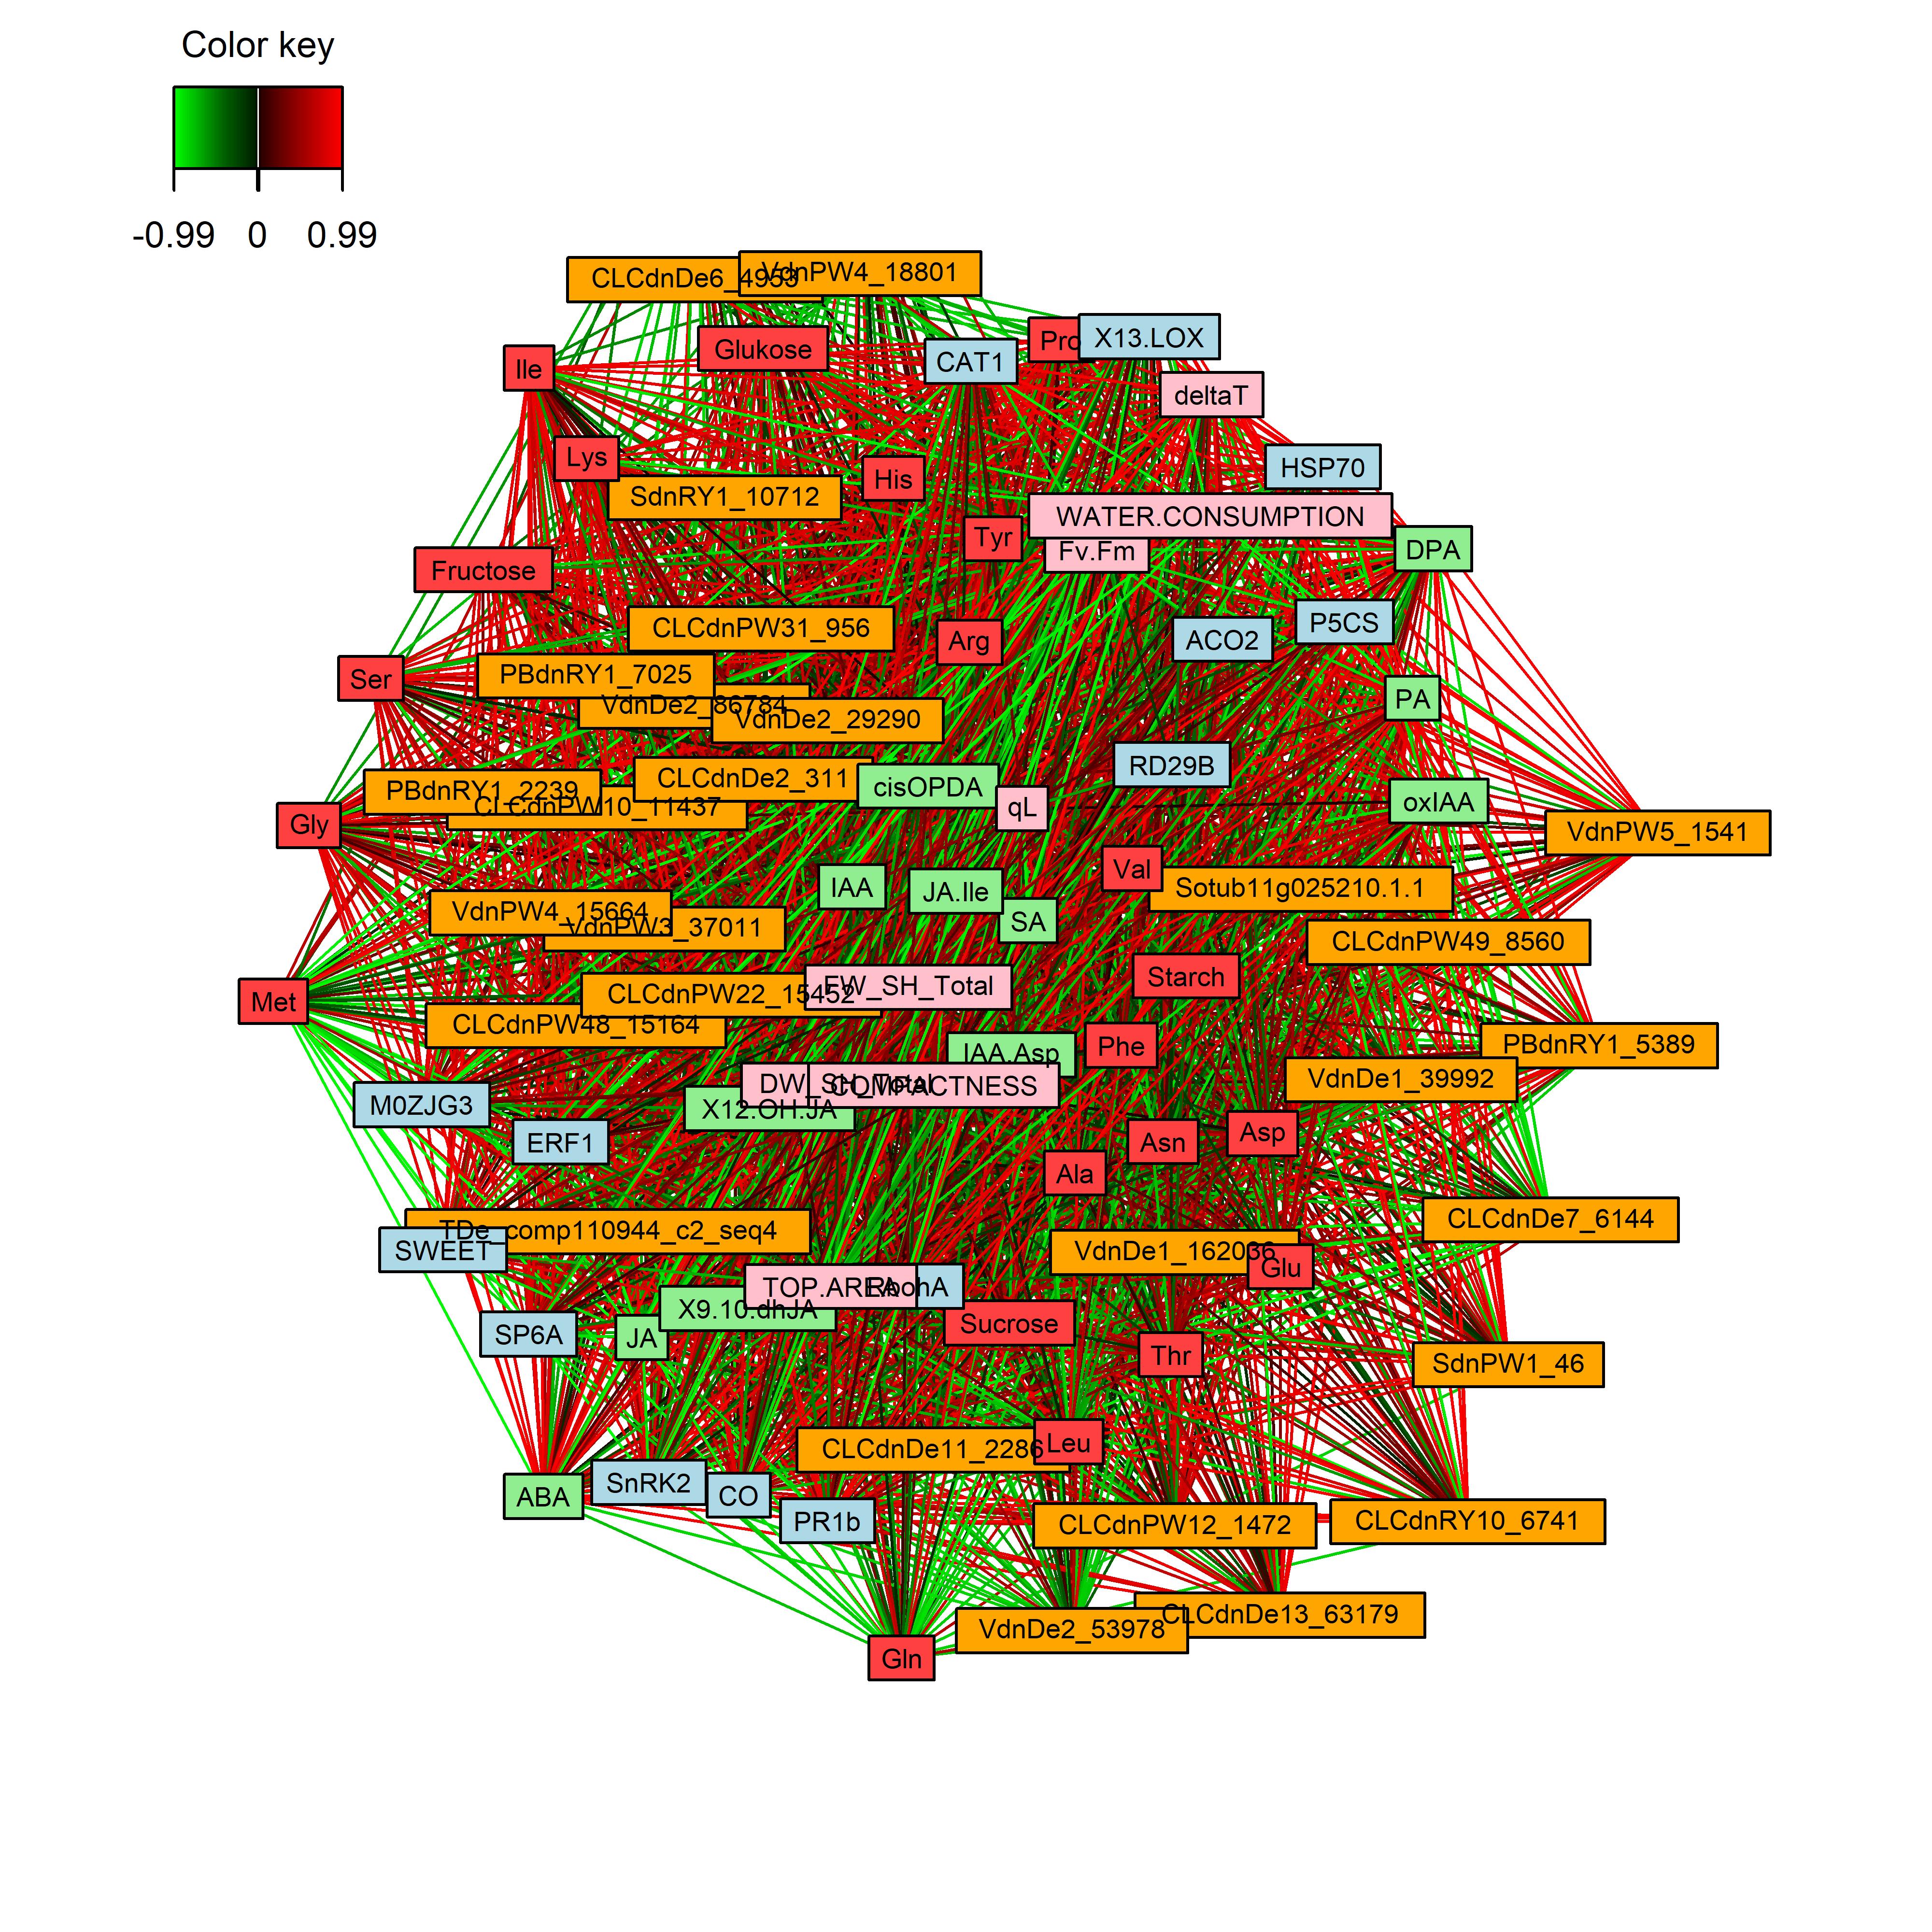 Color key
-0.99 0 0.99
CLCdnDe6_4953
VdnPW4_18801
Glukose
CAT1
Pro
X13.LOX
Ile
deltaT
Lys
His
SdnRY1_10712
HSP70
WATER.CONSUMPTION
Tyr
Fv.Fm
DPA
Fructose
CLCdnPW31_956
Arg
ACO2
P5CS
Ser
PBdnRY1_7025
VdnDe2_86784
VdnDe2_29290
PA
CLCdnDe2_311
cisOPDA
qL
RD29B
oxIAA
PBdnRY1_2239
CLCdnPW10_11437
Gly
VdnPW5_1541
IAA
JA.Ile
SA
Val
Sotub11g025210.1.1
VdnPW4_15664
VdnPW3_37011
CLCdnPW49_8560
Met
CLCdnPW22_15452
FW_SH_Total
Starch
CLCdnPW48_15164
IAA.Asp
Phe
PBdnRY1_5389
VdnDe1_39992
DW_SH_Total
COMPACTNESS
X12.OH.JA
M0ZJG3
ERF1
Asn
Asp
Ala
TDe_comp110944_c2_seq4
SWEET
CLCdnDe7_6144
VdnDe1_162036
Glu
TOP.AREA
RbohA
X9.10.dhJA
SP6A
JA
Sucrose
Thr
SdnPW1_46
CLCdnDe11_2286
Leu
ABA
SnRK2
CO
PR1b
CLCdnPW12_1472
CLCdnRY10_6741
CLCdnDe13_63179
VdnDe2_53978
Gln